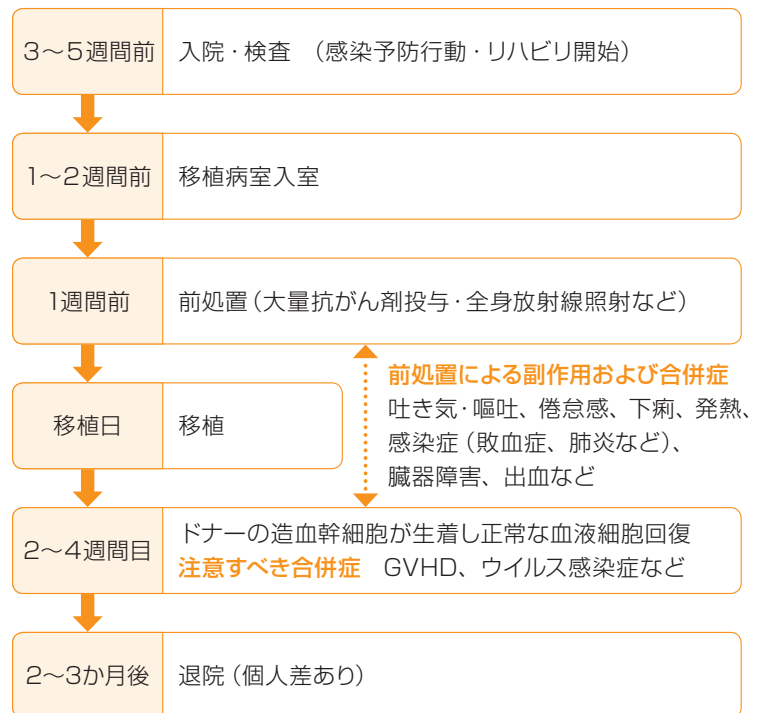 3〜5週間前 入院・検査 （感染予防行動・リハビリ開始）
1〜2週間前 移植病室入室
1週間前 前処置（大量抗がん剤投与・全身放射線照射など）
前処置による副作用および合併症
吐き気・嘔吐、倦怠感、下痢、発熱、
感染症（敗血症、肺炎など）、
臓器障害、出血など
移植日 移植
2〜4週間目
ドナーの造血幹細胞が生着し正常な血液細胞回復
注意すべき合併症 GVHD、ウイルス感染症など
2〜3か月後 退院（個人差あり）